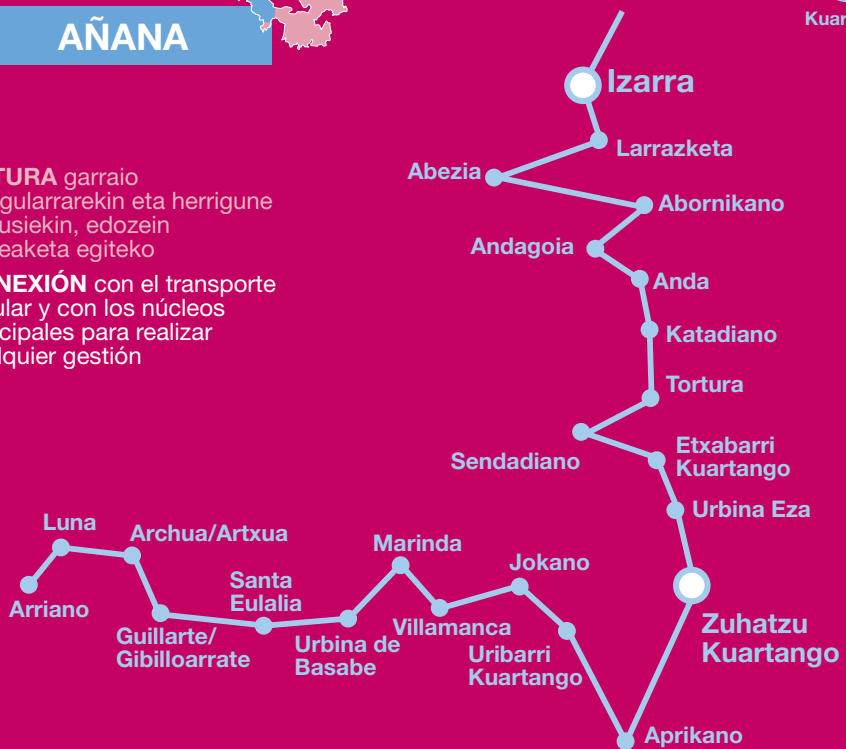 AÑANA
Kuar
TURA garraio
gularrarekin eta herrigune
usiekin, edozein
eaketa egiteko
NEXIÓN con el transporte
ular y con los núcleos
cipales para realizar
lquier gestión
Izarra
Larrazketa
Abezia
Abornikano
Andagoia
Anda
Katadiano
Tortura
Sendadiano
Etxabarri
Kuartango
Urbina Eza
Zuhatzu
Kuartango
Aprikano
Uribarri
Kuartango
Jokano
Villamanca
Marinda
Urbina de
Basabe
Santa
Eulalia
Guillarte/
Gibilloarrate
Archua/Artxua
Luna
Arriano